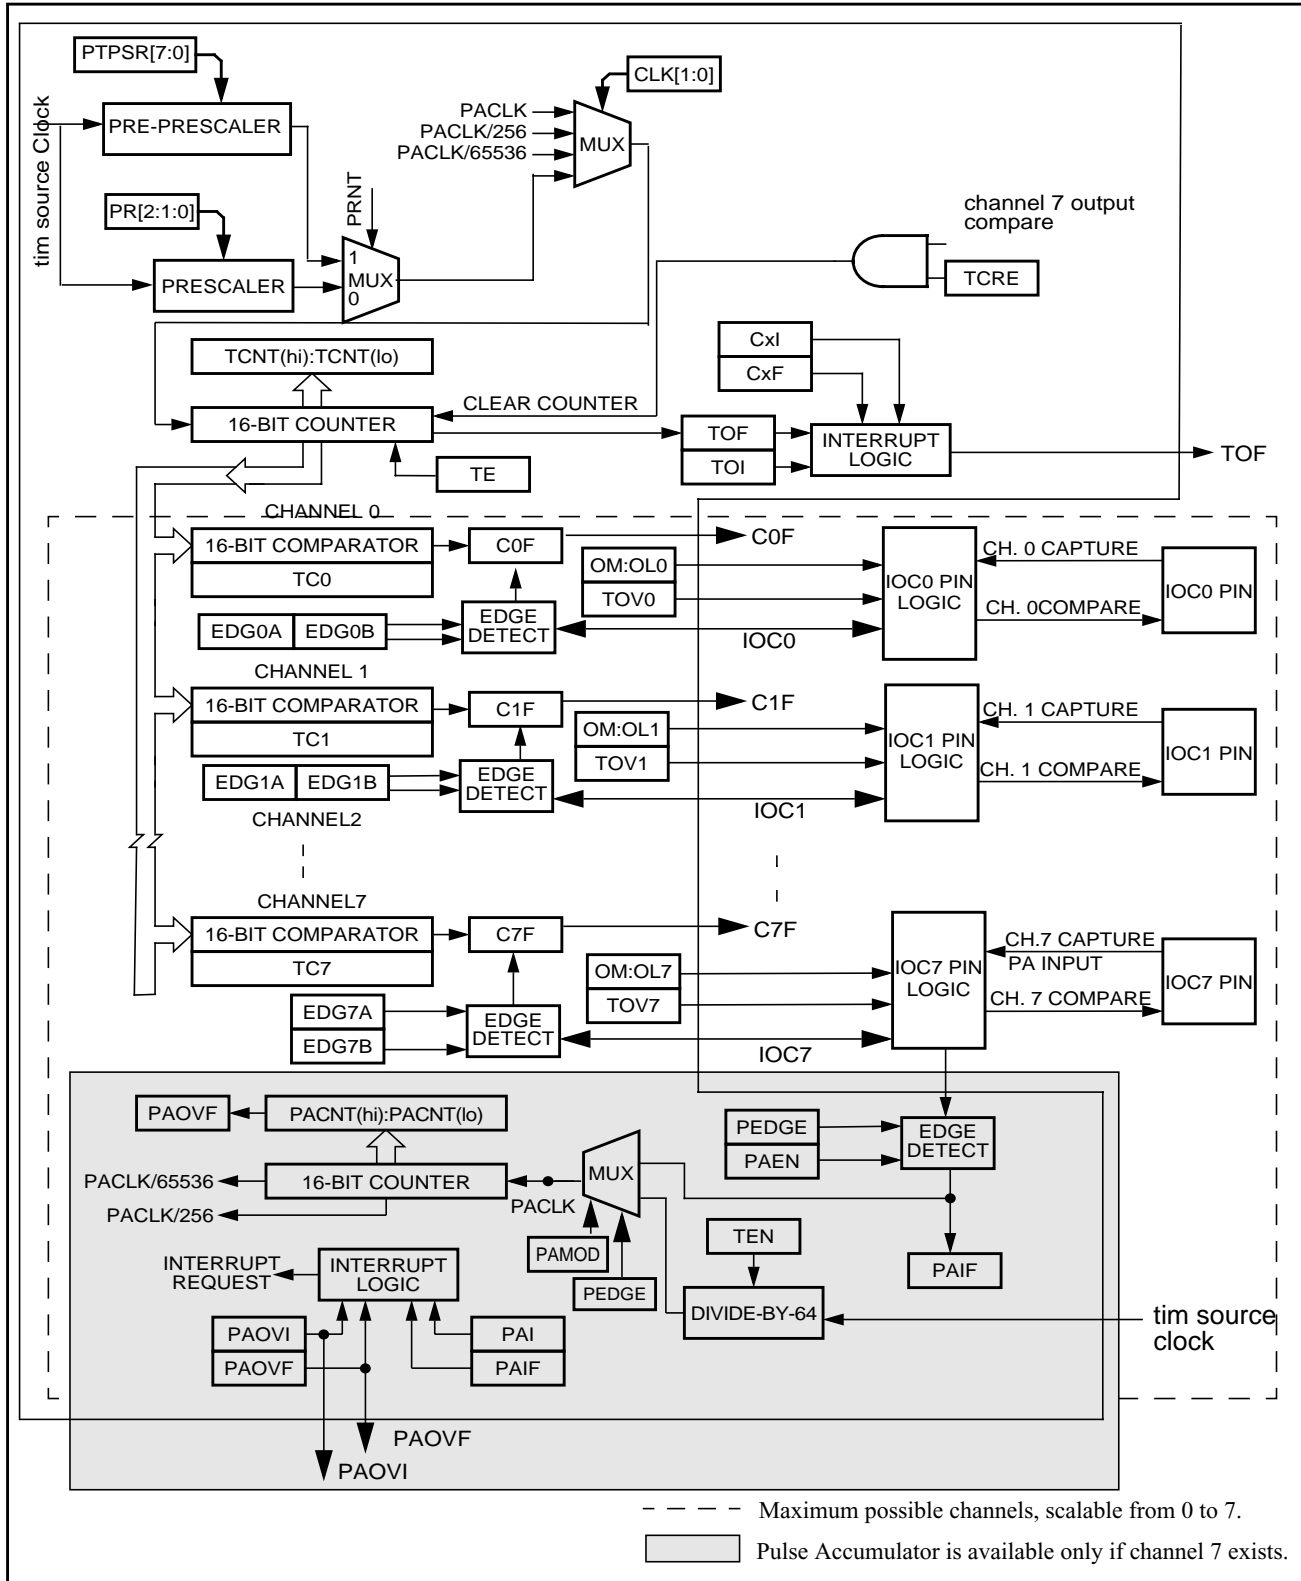 PTPSR[7:0]
CLK[1:0]
tim source Clock
PRE-PRESCALER
PACLK
PACLK/256
PACLK/65536
MUX
PR[2:1:0]
PRNT
channel 7 output
compare
1
MUX
0
PRESCALER
TCRE
TCNT(hi):TCNT(lo)
CxI
CxF
CLEAR COUNTER
16-BIT COUNTER
TOF
TOI
INTERRUPT
LOGIC
TOF
TE
CHANNEL 0
16-BIT COMPARATOR
TC0
C0F
C0F
OM:OL0
TOV0
IOC0 PIN
LOGIC
CH. 0 CAPTURE
CH. 0COMPARE
IOC0 PIN
EDG0A
EDG0B
EDGE
DETECT
IOC0
CHANNEL 1
16-BIT COMPARATOR
TC1
C1F
C1F
OM:OL1
TOV1
IOC1 PIN
LOGIC
CH. 1 CAPTURE
CH. 1 COMPARE
IOC1 PIN
EDG1A
EDG1B
EDGE
DETECT
IOC1
CHANNEL2
CHANNEL7
16-BIT COMPARATOR
TC7
C7F
C7F
OM:OL7
TOV7
IOC7 PIN
LOGIC
CH.7 CAPTURE
PA INPUT
CH. 7 COMPARE
IOC7 PIN
EDG7A
EDG7B
EDGE
DETECT
IOC7
PAOVF
PACNT(hi):PACNT(lo)
PEDGE
PAEN
EDGE
DETECT
MUX
PACLK/65536
16-BIT COUNTER
PACLK
PACLK/256
PAMOD
TEN
INTERRUPT
REQUEST
INTERRUPT
LOGIC
PEDGE
PAIF
DIVIDE-BY-64
tim source
clock
PAOVI
PAOVF
PAI
PAIF
PAOVF
PAOVI
Maximum possible channels, scalable from 0 to 7.
Pulse Accumulator is available only if channel 7 exists.